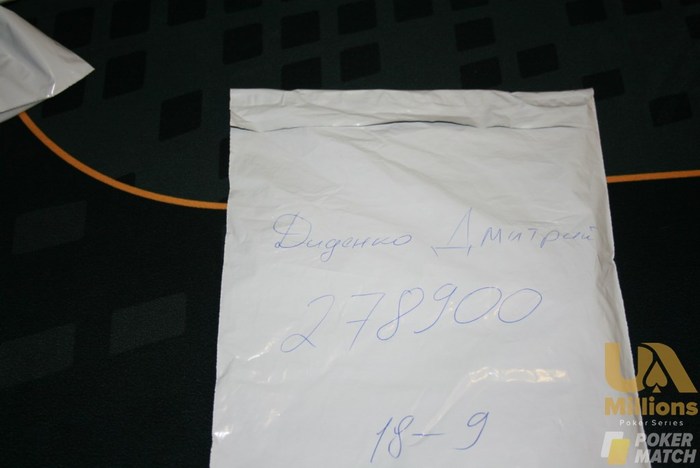 Диденко Дмитрий
278900
18-9
UA
Millions
Poker Series
POKER
MATCH